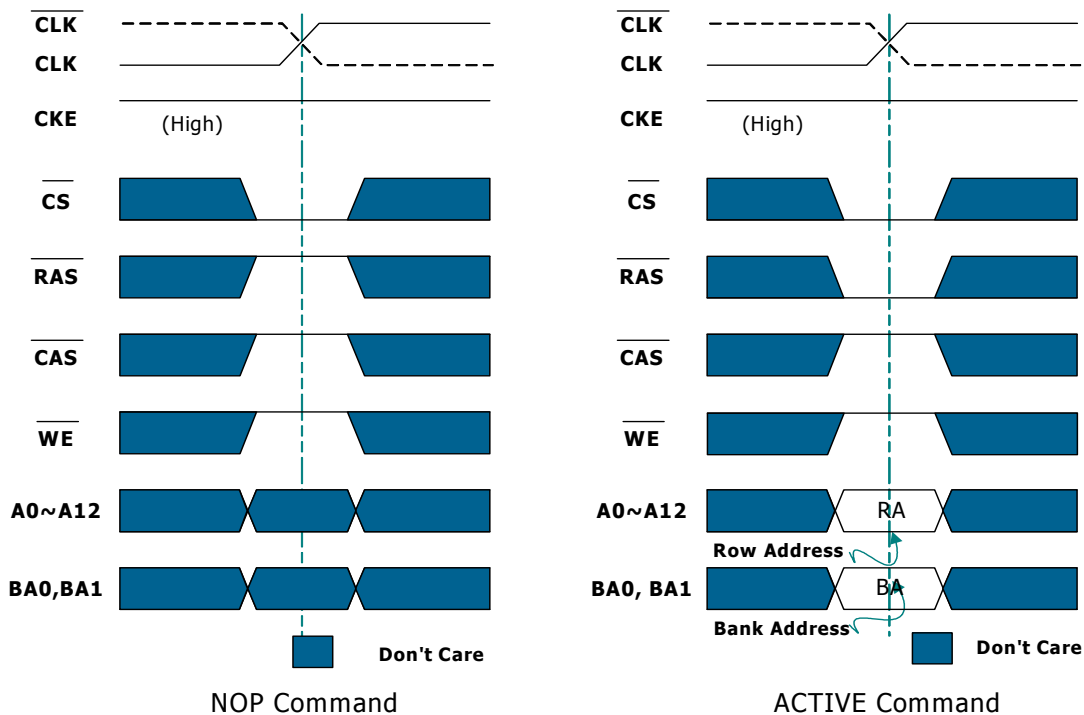 CLK
CLK
CKE
(High)
CS
RAS
CAS
WE
A0~A12
BA0,BA1
Don't Care
NOP Command
CLK
CLK
CKE
(High)
CS
RAS
CAS
WE
A0~A12
RA
Row Address
BA0, BA1
BA
Bank Address
Don't Care
ACTIVE Command